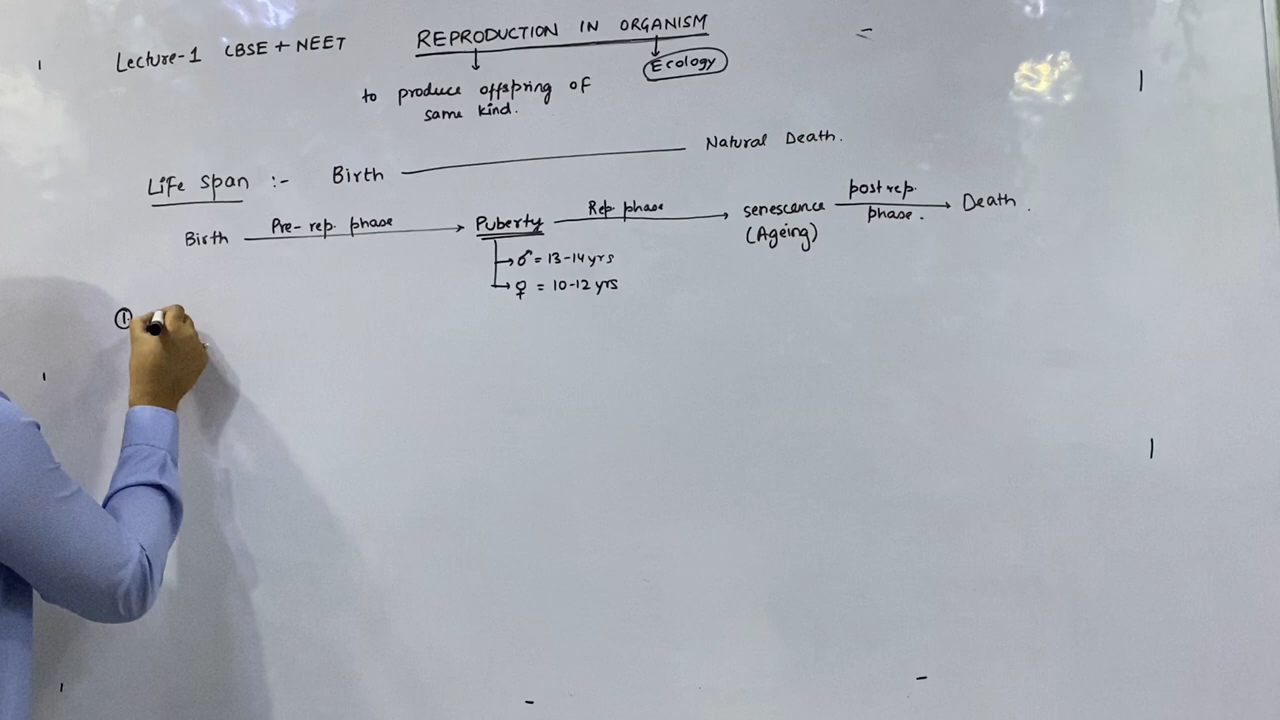 Lecture-1 CBSE + NEET
REPRODUCTION IN ORGANISM
Ecology
to produce offspring of
same kind.
Life span :- Birth Natural Death.
Birth Pre-rep. phase Puberty Rep phase senescence post rep. phase. Death.
(Ageing)
♂ = 13-14 yrs
♀ = 10-12 yrs
①